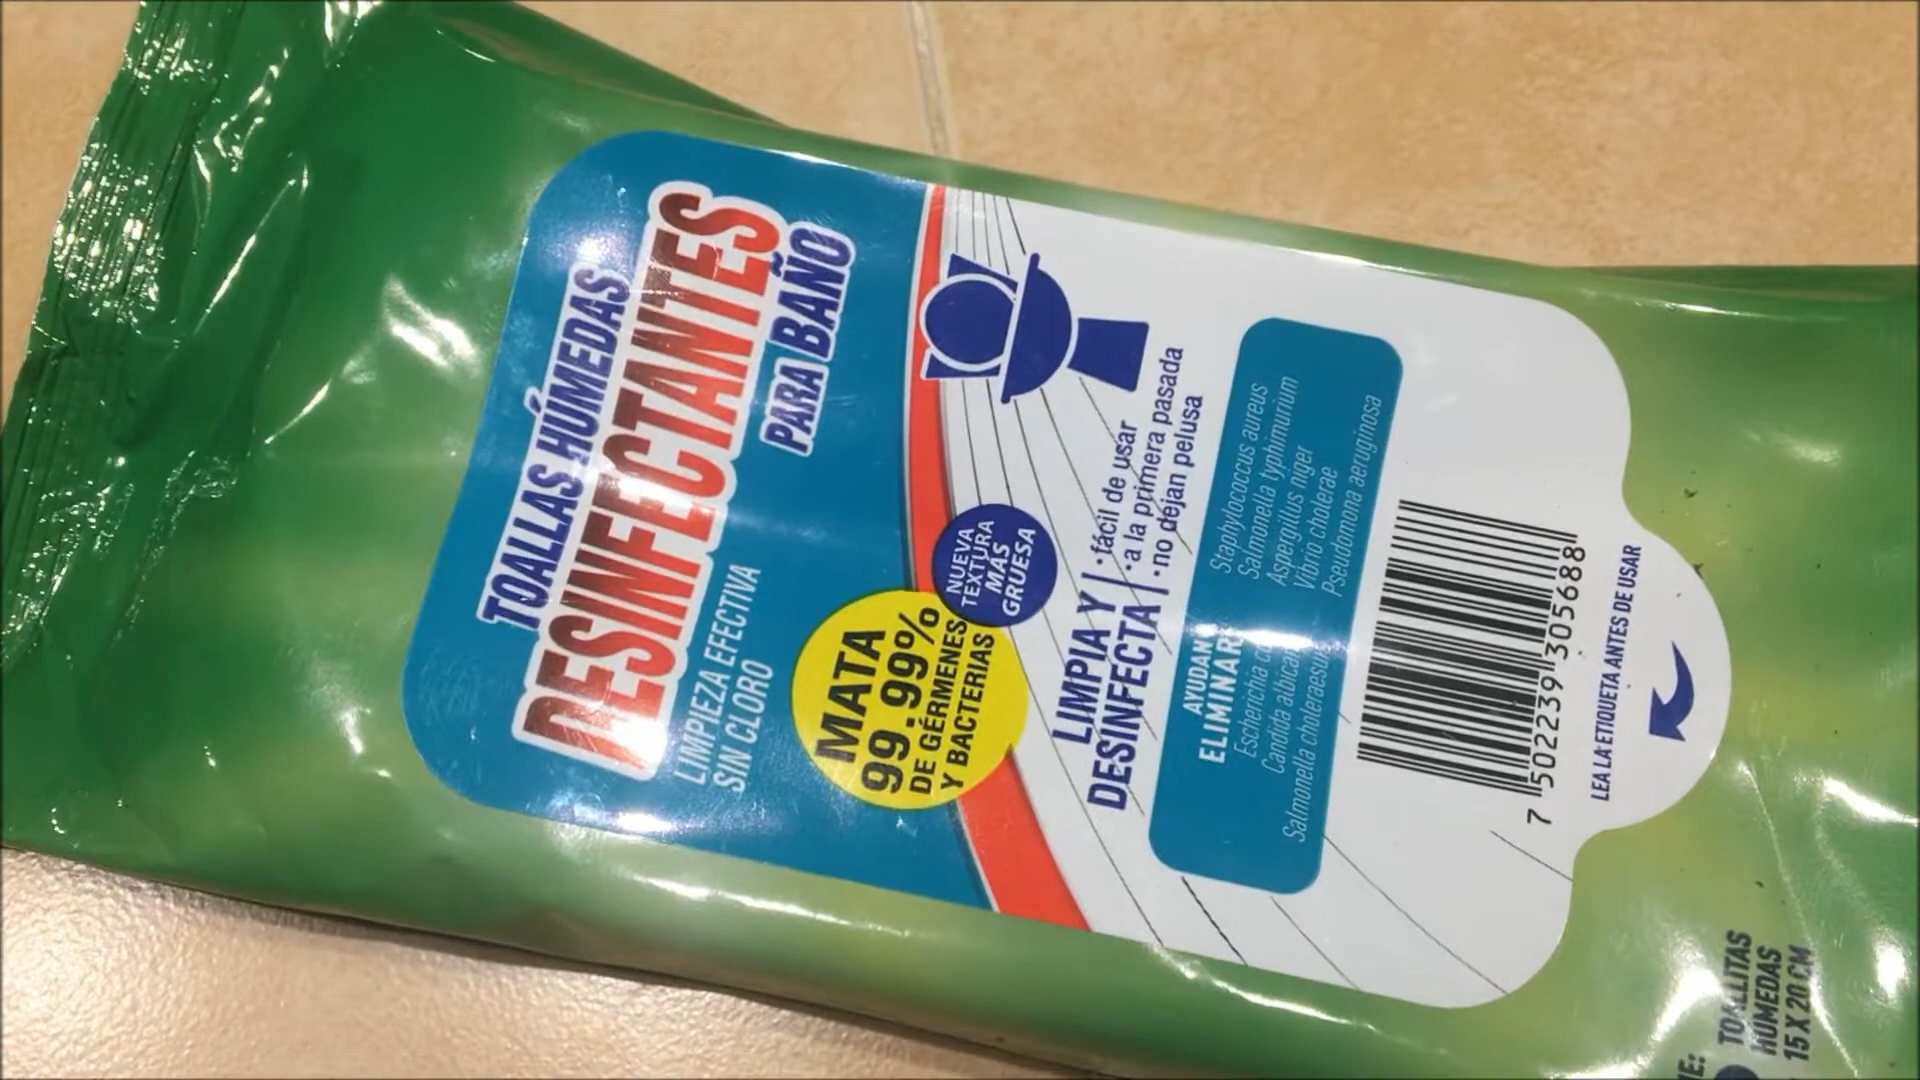 TOALLAS HÚMEDAS
DESINFECTANTES
PARA BAÑO
LIMPIEZA EFECTIVA
SIN CLORO
MATA
99.99%
DE GÉRMENES
Y BACTERIAS
NUEVA
TEXTURA
MÁS
GRUESA
LIMPIA Y
DESINFECTA
·fácil de usar
·a la primera pasada
·no dejan pelusa
AYUDAN
ELIMINAR
Escherichia
Staphylococcus aureus
Candida albicans
Salmonella typhimurium
Salmonella choleraesuis
Aspergillus niger
Vibrio cholerae
Pseudomona aeruginosa
7 502239 305688
LEA LA ETIQUETA ANTES DE USAR
TOALLITAS
HÚMEDAS
15 X 20 CM